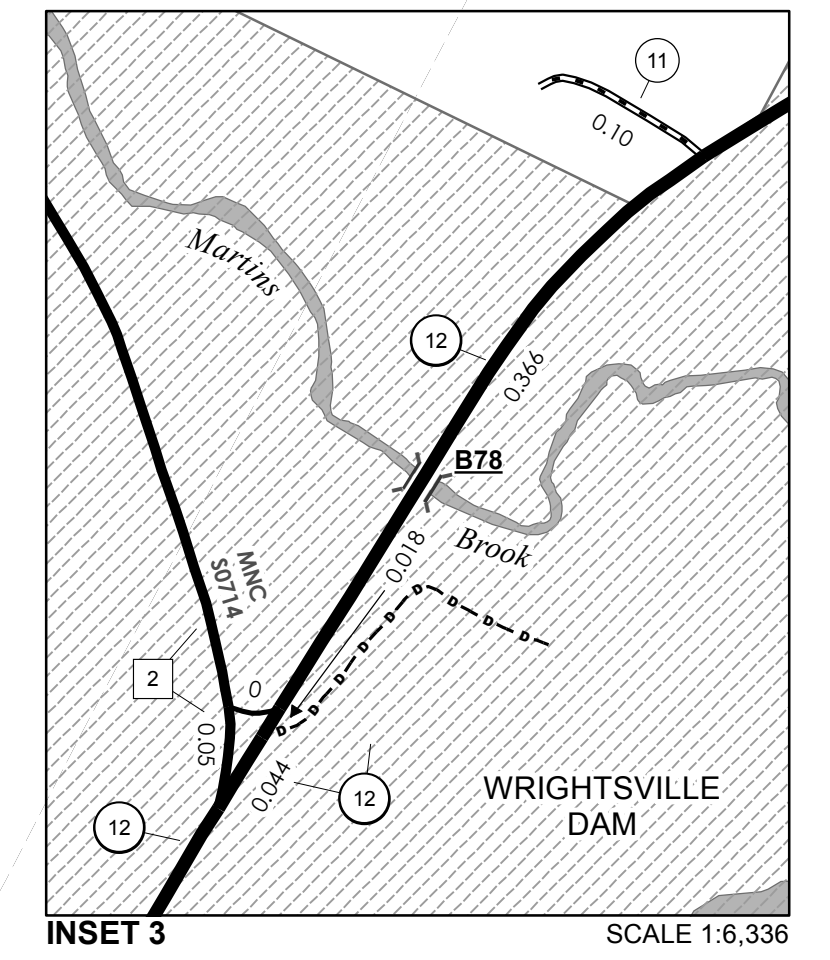 11
0.10
Martins
12
0.366
B78
Brook
0.018
MNC
S0714
2
0
0.05
0.044
12
12
D D D D D D D D D
WRIGHTSVILLE
DAM
INSET 3
SCALE 1:6,336